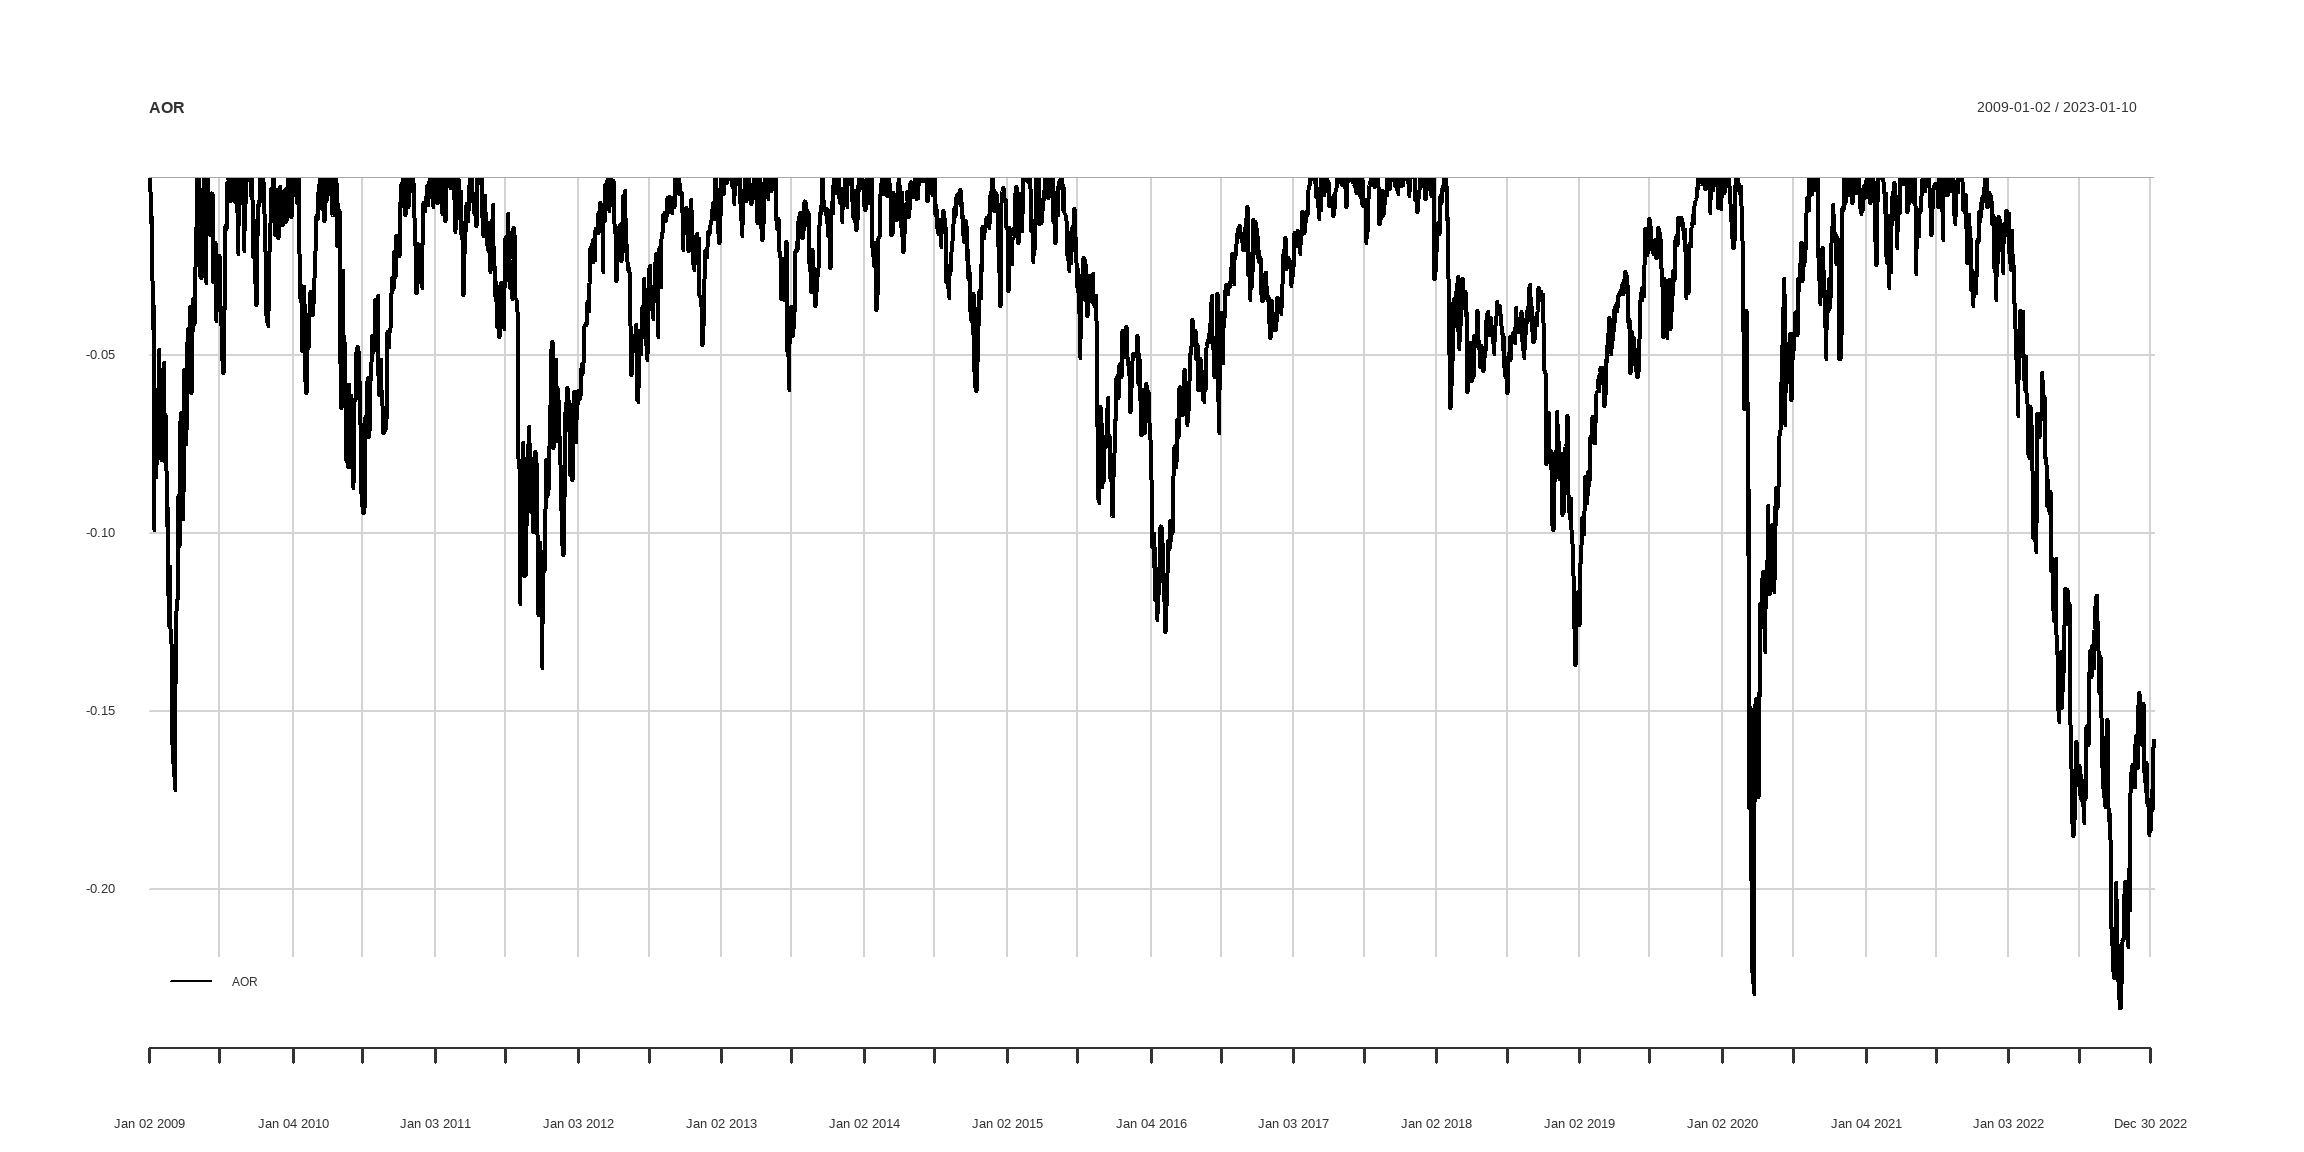 AOR
2009-01-02 / 2023-01-10
-0.05
-0.10
-0.15
-0.20
AOR
Jan 02 2009
Jan 04 2010
Jan 03 2011
Jan 03 2012
Jan 02 2013
Jan 02 2014
Jan 02 2015
Jan 04 2016
Jan 03 2017
Jan 02 2018
Jan 02 2019
Jan 02 2020
Jan 04 2021
Jan 03 2022
Dec 30 2022